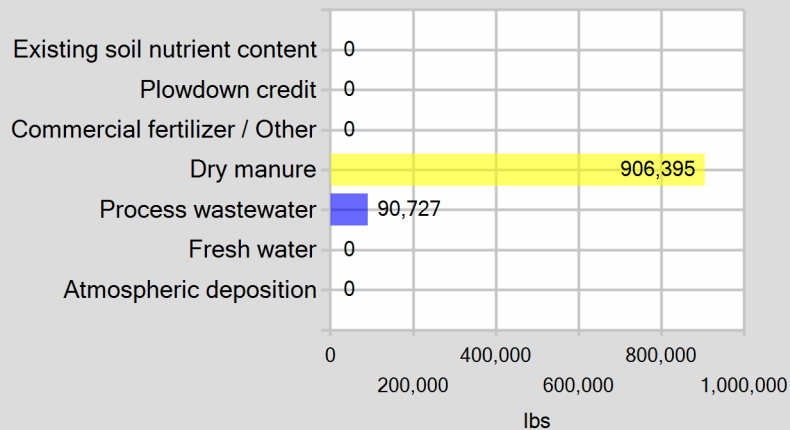 Existing soil nutrient content 0
Plowdown credit 0
Commercial fertilizer / Other 0
Dry manure 906,395
Process wastewater 90,727
Fresh water 0
Atmospheric deposition 0
0 400,000 800,000
200,000 600,000 1,000,000
lbs